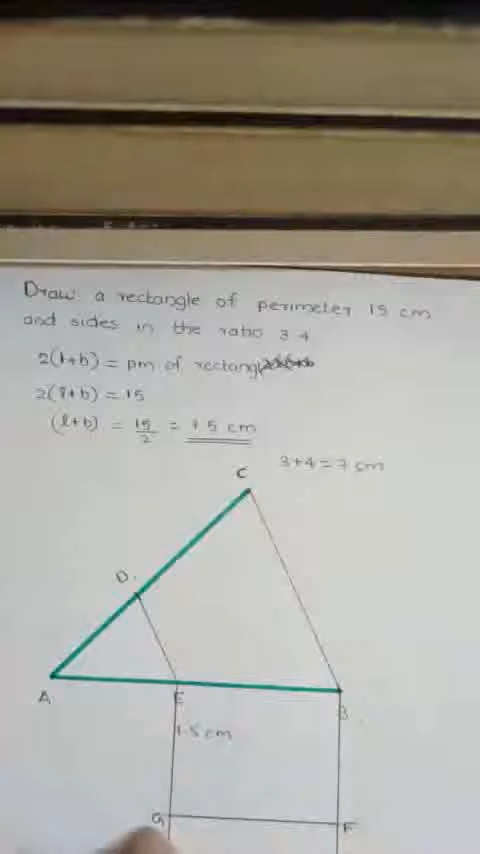 Draw a rectangle of perimeter 15 cm
and sides in the ratio 3 4
2(l+b) = pm of rectangl
2(l+b) = 15
(l+b) = 15/2 = 7 5 cm
3+4=7 cm
C
D
A
E
B
1.5 cm
G
F